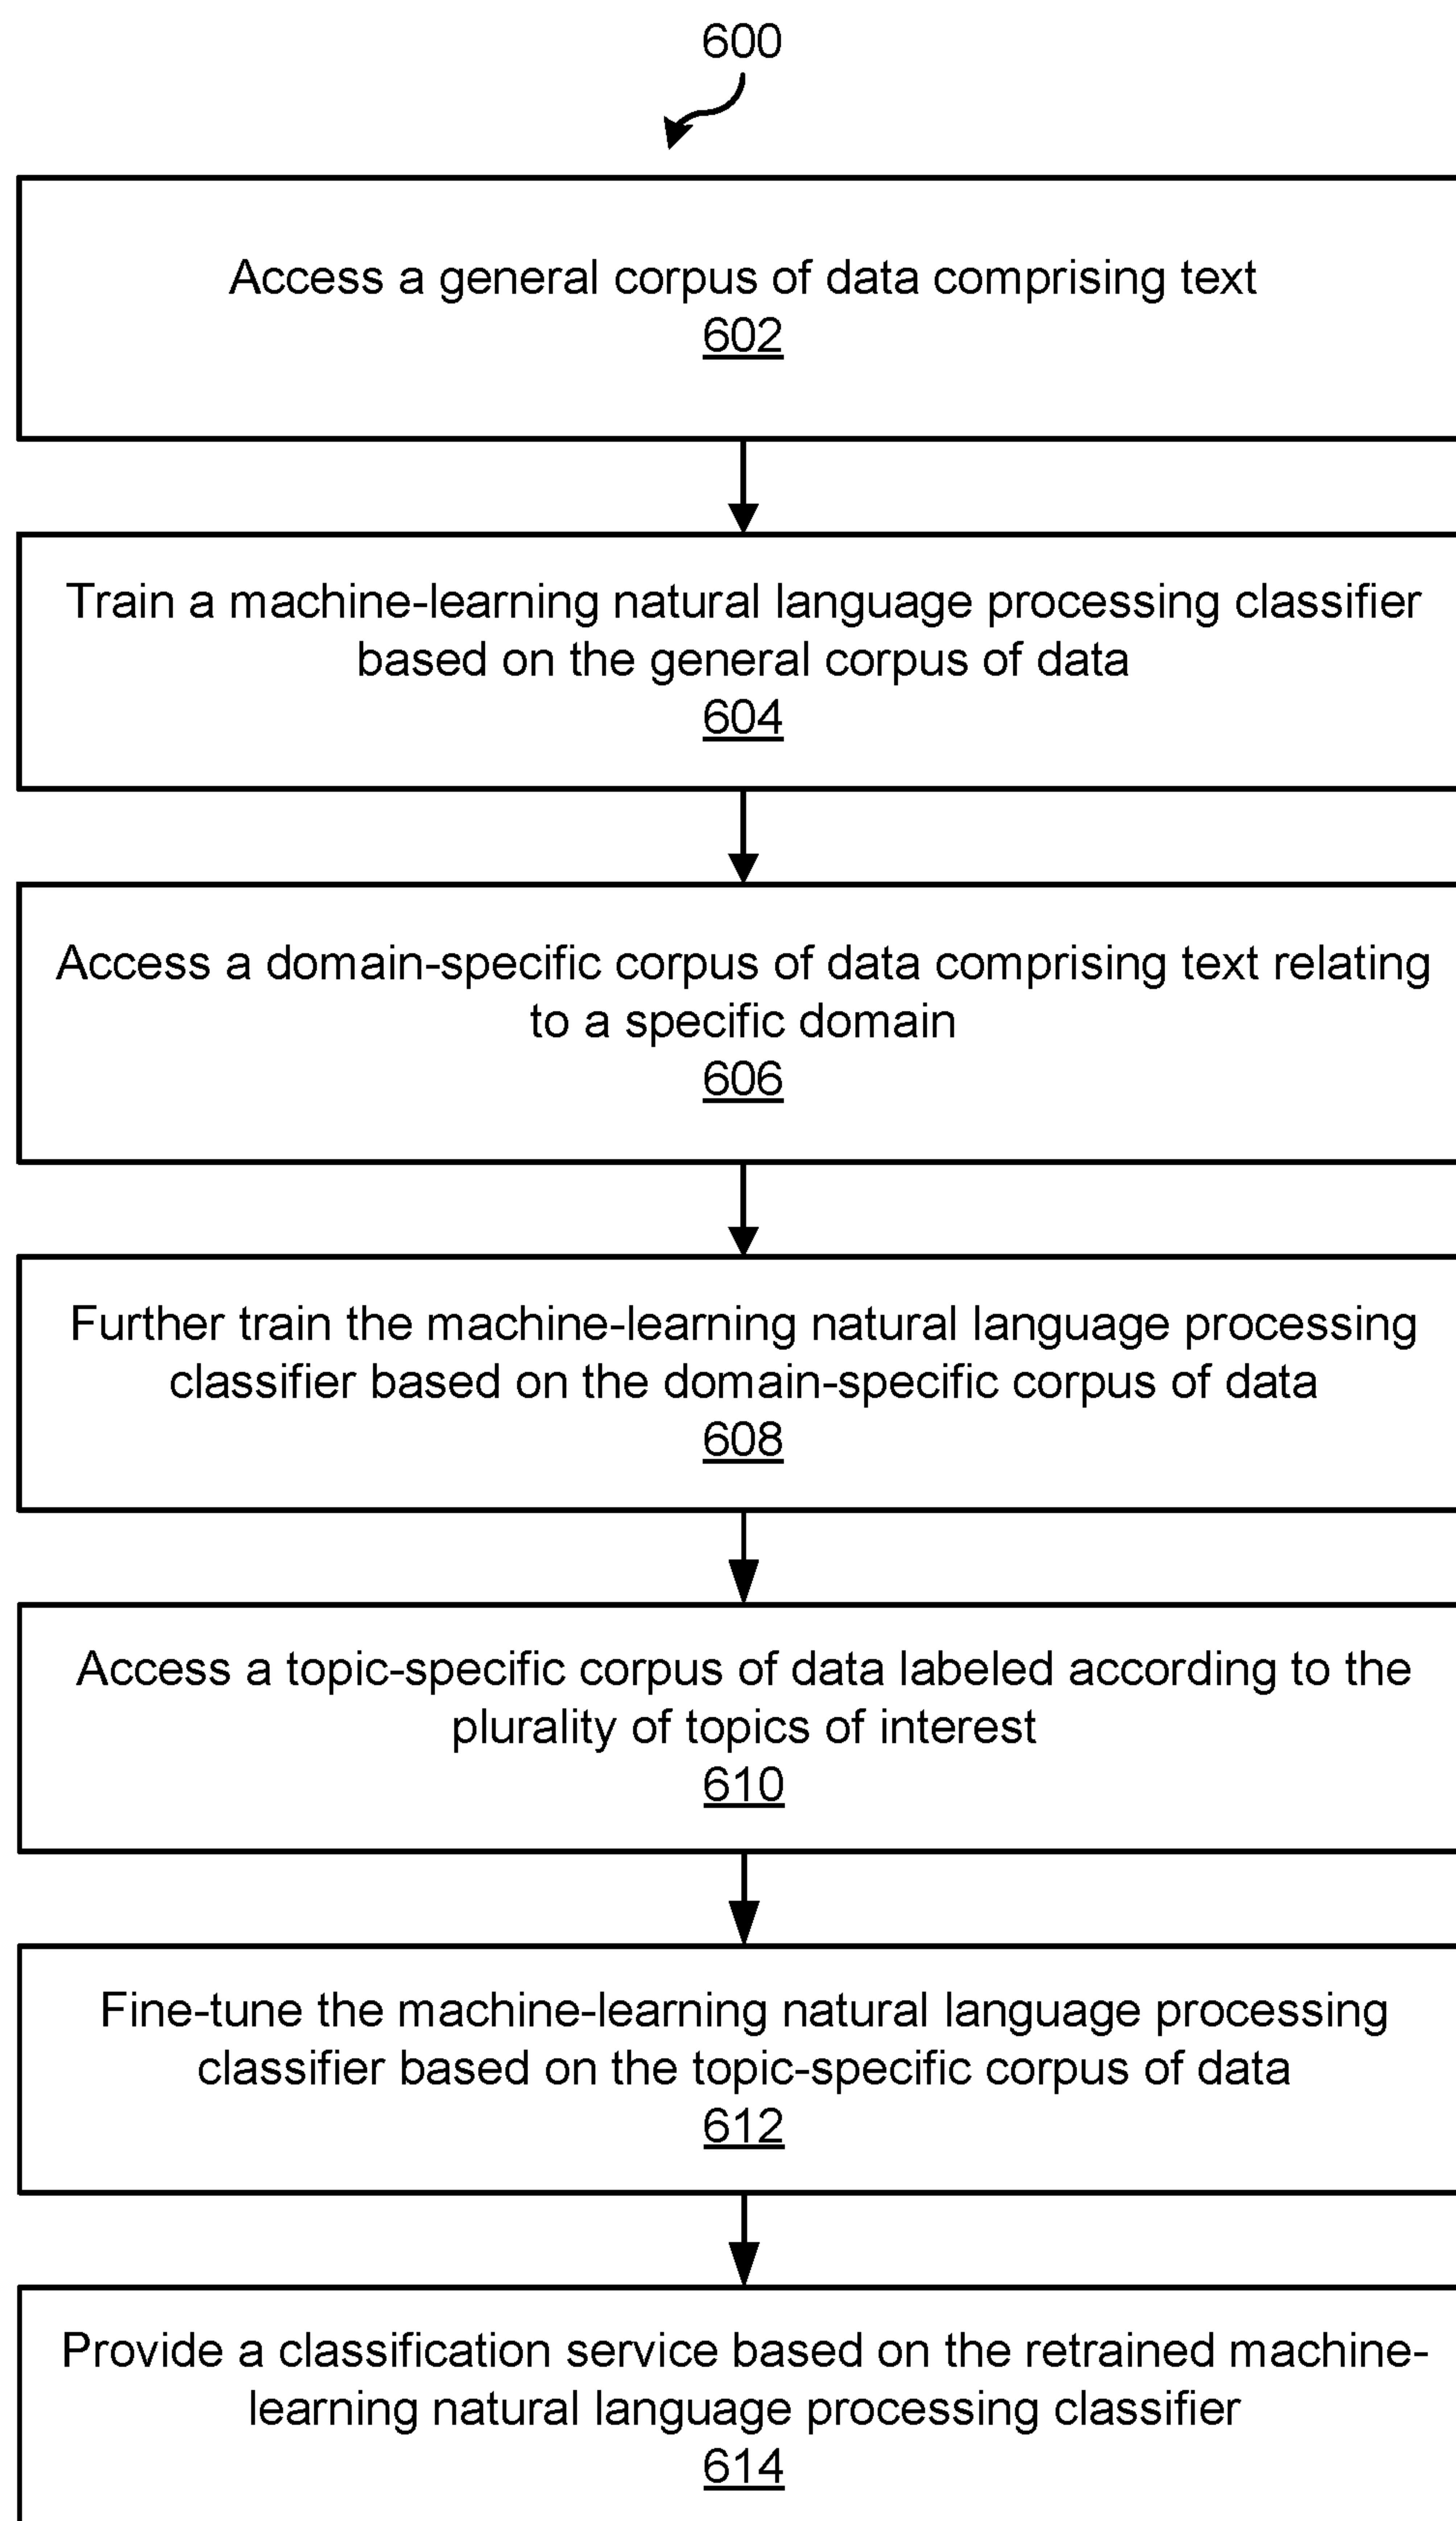 600
Access a general corpus of data comprising text
602
Train a machine-learning natural language processing classifier
based on the general corpus of data
604
Access a domain-specific corpus of data comprising text relating
to a specific domain
606
Further train the machine-learning natural language processing
classifier based on the domain-specific corpus of data
608
Access a topic-specific corpus of data labeled according to the
plurality of topics of interest
610
Fine-tune the machine-learning natural language processing
classifier based on the topic-specific corpus of data
612
Provide a classification service based on the retrained machine-
learning natural language processing classifier
614